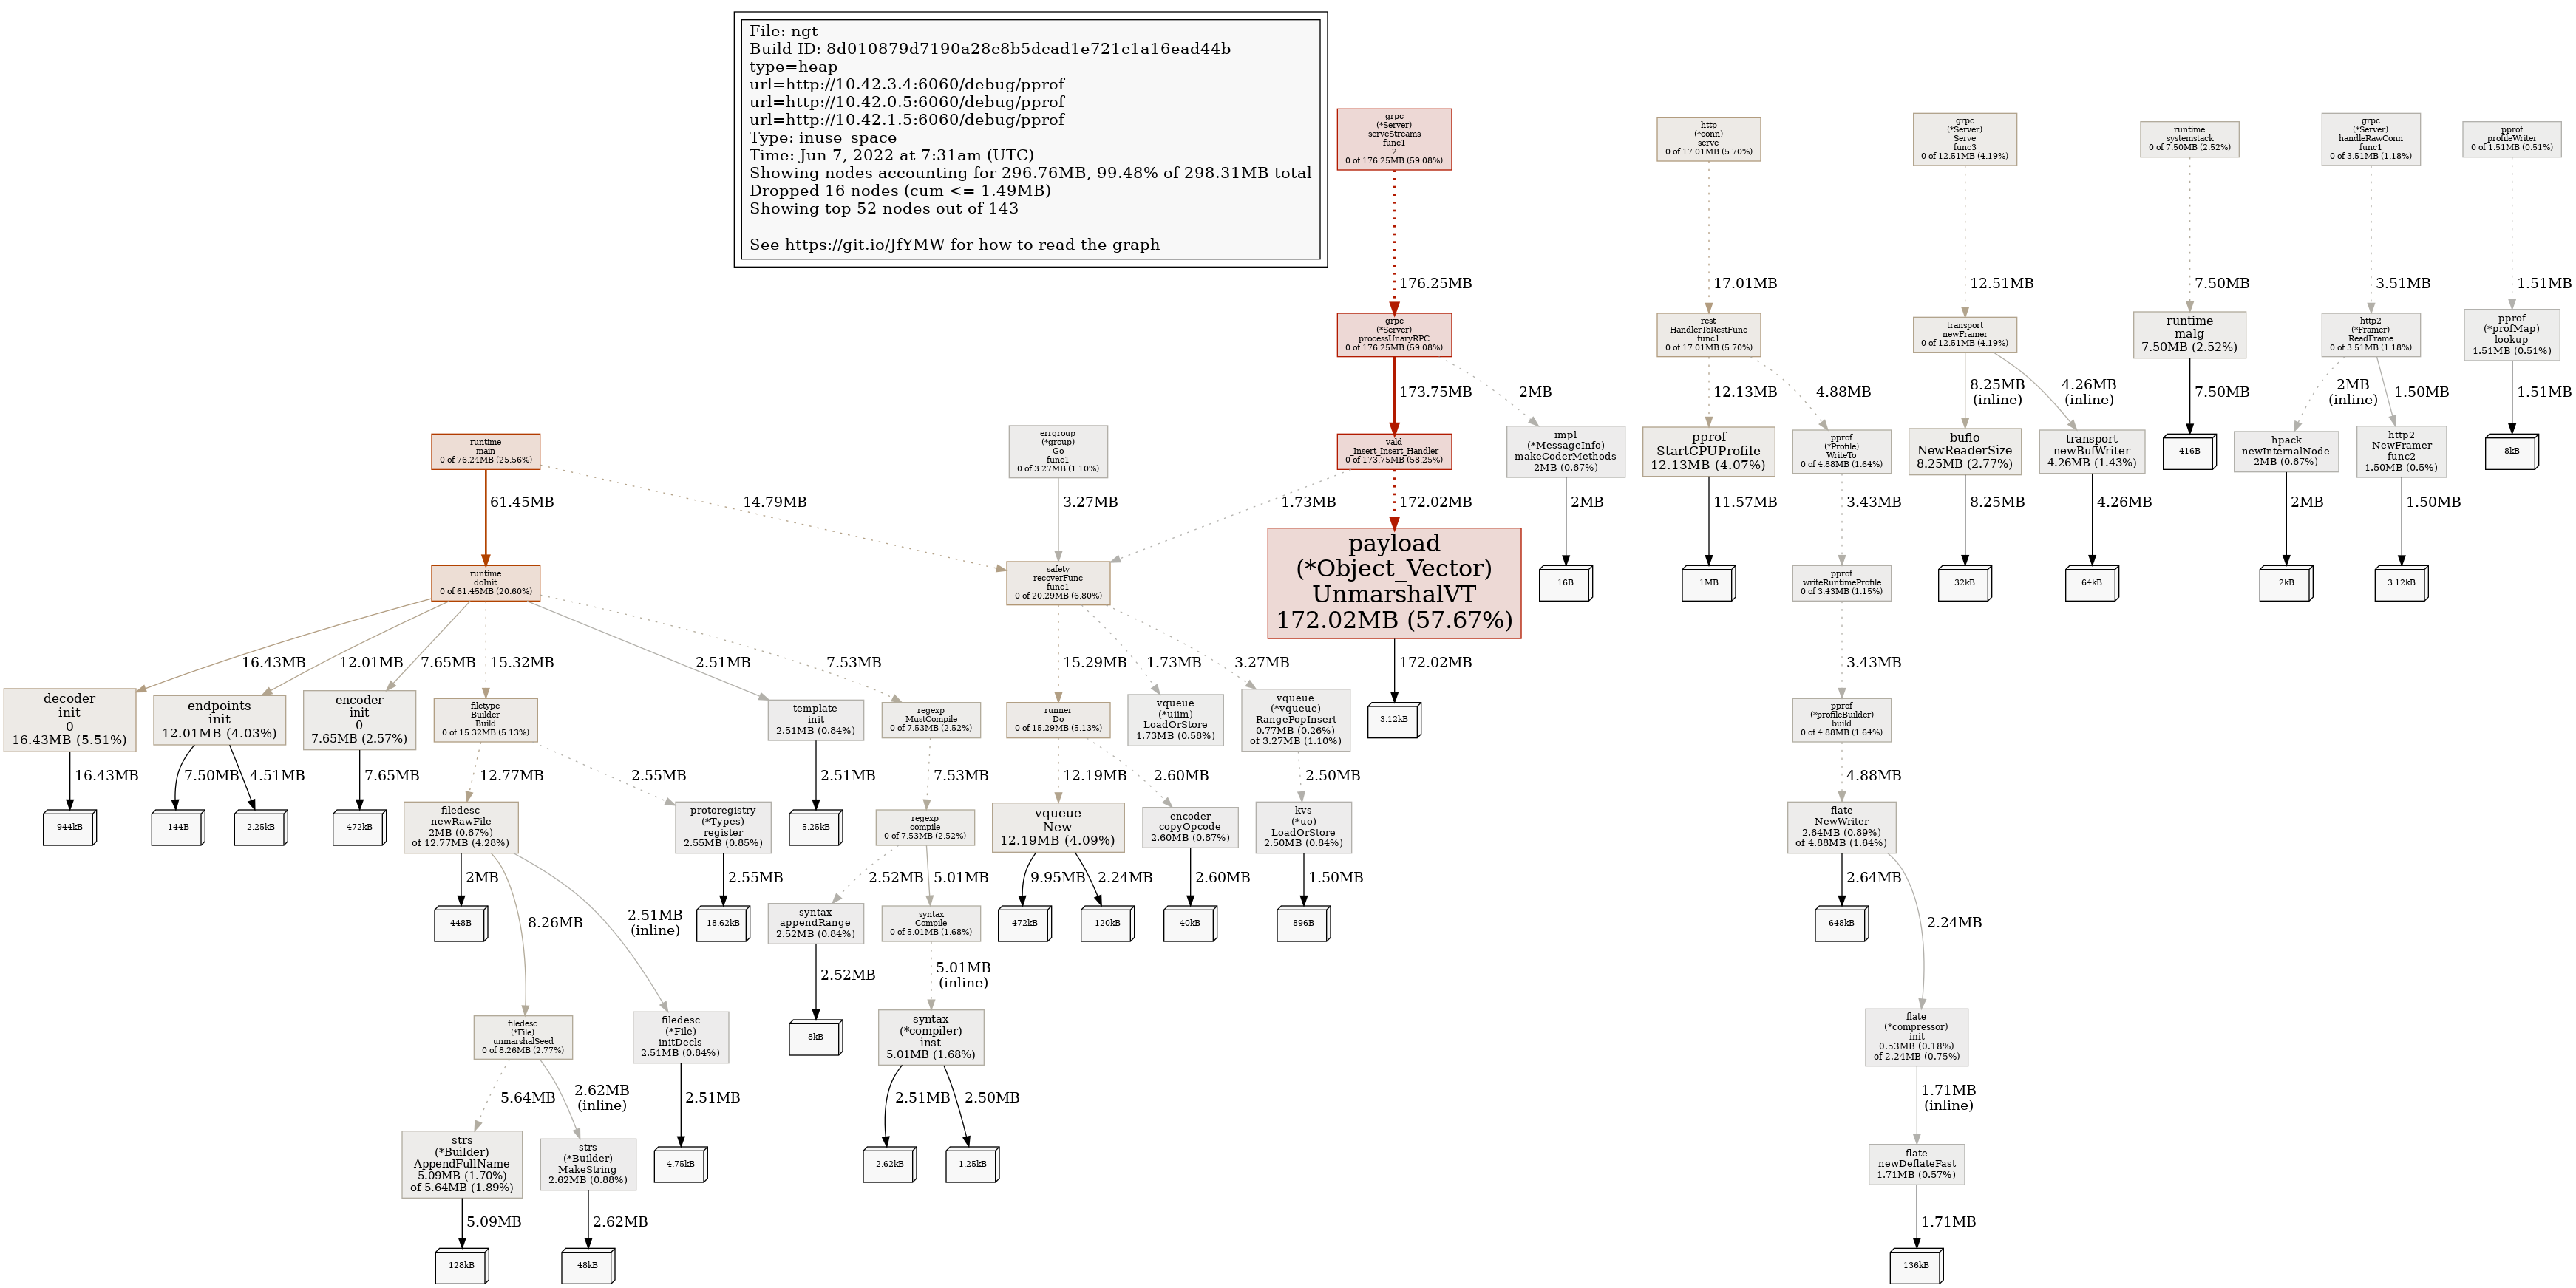 File: ngt
Build ID: 8d010879d7190a28c8b5dcad1e721c1a16ead44b
type=heap
url=http://10.42.3.4:6060/debug/pprof
url=http://10.42.0.5:6060/debug/pprof
url=http://10.42.1.5:6060/debug/pprof
Type: inuse_space
Time: Jun 7, 2022 at 7:31am (UTC)
Showing nodes accounting for 296.76MB, 99.48% of 298.31MB total
Dropped 16 nodes (cum <= 1.49MB)
Showing top 52 nodes out of 143
See https://git.io/JfYMW for how to read the graph
grpc
(*Server)
serveStreams
func1
2
0 of 176.25MB (59.08%)
http
(*conn)
serve
0 of 17.01MB (5.70%)
grpc
(*Server)
Serve
func3
0 of 12.51MB (4.19%)
runtime
systemstack
0 of 7.50MB (2.52%)
grpc
(*Server)
handleRawConn
func1
0 of 3.51MB (1.18%)
pprof
profileWriter
0 of 1.51MB (0.51%)
176.25MB
17.01MB
12.51MB
7.50MB
3.51MB
1.51MB
grpc
(*Server)
processUnaryRPC
0 of 176.25MB (59.08%)
rest
HandlerToRestFunc
func1
0 of 17.01MB (5.70%)
transport
newFramer
0 of 12.51MB (4.19%)
runtime
malg
7.50MB (2.52%)
http2
(*Framer)
ReadFrame
0 of 3.51MB (1.18%)
pprof
(*profMap)
lookup
1.51MB (0.51%)
173.75MB
2MB
12.13MB
4.88MB
8.25MB
(inline)
4.26MB
(inline)
7.50MB
2MB
(inline)
1.50MB
1.51MB
runtime
main
0 of 76.24MB (25.56%)
errgroup
(*group)
Go
func1
0 of 3.27MB (1.10%)
vald
_Insert_Insert_Handler
0 of 173.75MB (58.25%)
impl
(*MessageInfo)
makeCoderMethods
2MB (0.67%)
pprof
StartCPUProfile
12.13MB (4.07%)
pprof
(*Profile)
WriteTo
0 of 4.88MB (1.64%)
bufio
NewReaderSize
8.25MB (2.77%)
transport
newBufWriter
4.26MB (1.43%)
416B
hpack
newInternalNode
2MB (0.67%)
http2
NewFramer
func2
1.50MB (0.5%)
8kB
61.45MB
14.79MB
3.27MB
1.73MB
172.02MB
2MB
11.57MB
3.43MB
8.25MB
4.26MB
2MB
1.50MB
runtime
doInit
0 of 61.45MB (20.60%)
safety
recoverFunc
func1
0 of 20.29MB (6.80%)
payload
(*Object_Vector)
UnmarshalVT
172.02MB (57.67%)
16B
1MB
pprof
writeRuntimeProfile
0 of 3.43MB (1.15%)
32kB
64kB
2kB
3.12kB
16.43MB
12.01MB
7.65MB
15.32MB
2.51MB
7.53MB
15.29MB
1.73MB
3.27MB
172.02MB
3.43MB
decoder
init
0
16.43MB (5.51%)
endpoints
init
12.01MB (4.03%)
encoder
init
0
7.65MB (2.57%)
filetype
Builder
Build
0 of 15.32MB (5.13%)
template
init
2.51MB (0.84%)
regexp
MustCompile
0 of 7.53MB (2.52%)
runner
Do
0 of 15.29MB (5.13%)
vqueue
(*uiim)
LoadOrStore
1.73MB (0.58%)
vqueue
(*vqueue)
RangePopInsert
0.77MB (0.26%)
of 3.27MB (1.10%)
3.12kB
pprof
(*profileBuilder)
build
0 of 4.88MB (1.64%)
16.43MB
7.50MB
4.51MB
7.65MB
12.77MB
2.55MB
2.51MB
7.53MB
12.19MB
2.60MB
2.50MB
4.88MB
944kB
144B
2.25kB
472kB
filedesc
newRawFile
2MB (0.67%)
of 12.77MB (4.28%)
protoregistry
(*Types)
register
2.55MB (0.85%)
5.25kB
regexp
compile
0 of 7.53MB (2.52%)
vqueue
New
12.19MB (4.09%)
encoder
copyOpcode
2.60MB (0.87%)
kvs
(*uo)
LoadOrStore
2.50MB (0.84%)
flate
NewWriter
2.64MB (0.89%)
of 4.88MB (1.64%)
2MB
8.26MB
2.51MB
(inline)
2.55MB
2.52MB
5.01MB
9.95MB
2.24MB
2.60MB
1.50MB
2.64MB
2.24MB
448B
18.62kB
syntax
appendRange
2.52MB (0.84%)
syntax
Compile
0 of 5.01MB (1.68%)
472kB
120kB
40kB
896B
648kB
2.52MB
5.01MB
(inline)
filedesc
(*File)
unmarshalSeed
0 of 8.26MB (2.77%)
filedesc
(*File)
initDecls
2.51MB (0.84%)
8kB
syntax
(*compiler)
inst
5.01MB (1.68%)
flate
(*compressor)
init
0.53MB (0.18%)
of 2.24MB (0.75%)
5.64MB
2.62MB
(inline)
2.51MB
2.51MB
2.50MB
1.71MB
(inline)
strs
(*Builder)
AppendFullName
5.09MB (1.70%)
of 5.64MB (1.89%)
strs
(*Builder)
MakeString
2.62MB (0.88%)
4.75kB
2.62kB
1.25kB
flate
newDeflateFast
1.71MB (0.57%)
5.09MB
2.62MB
1.71MB
128kB
48kB
136kB